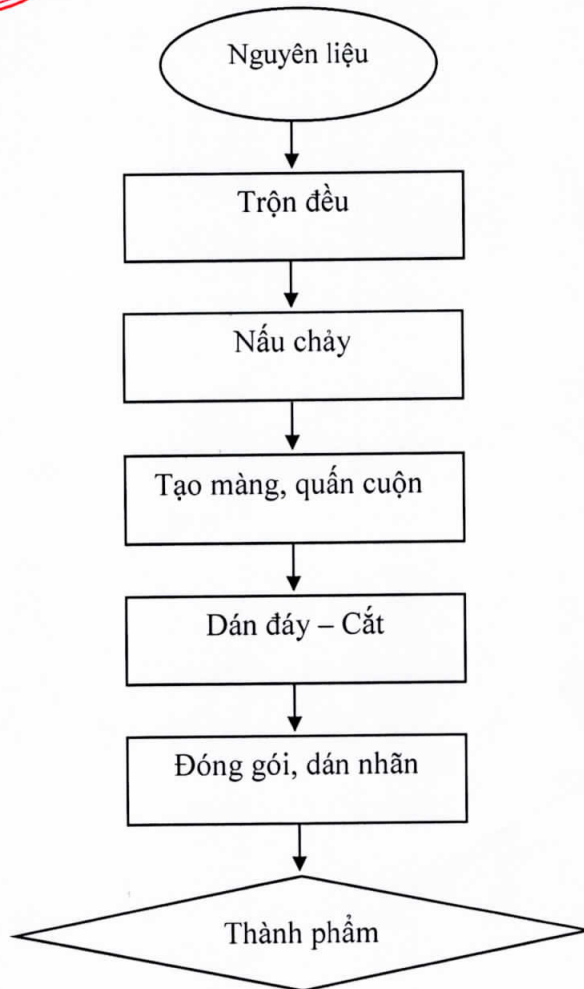 Nguyên liệu
Trộn đều
Nấu chảy
Tạo màng, quấn cuộn
Dán đáy – Cắt
Đóng gói, dán nhãn
Thành phẩm